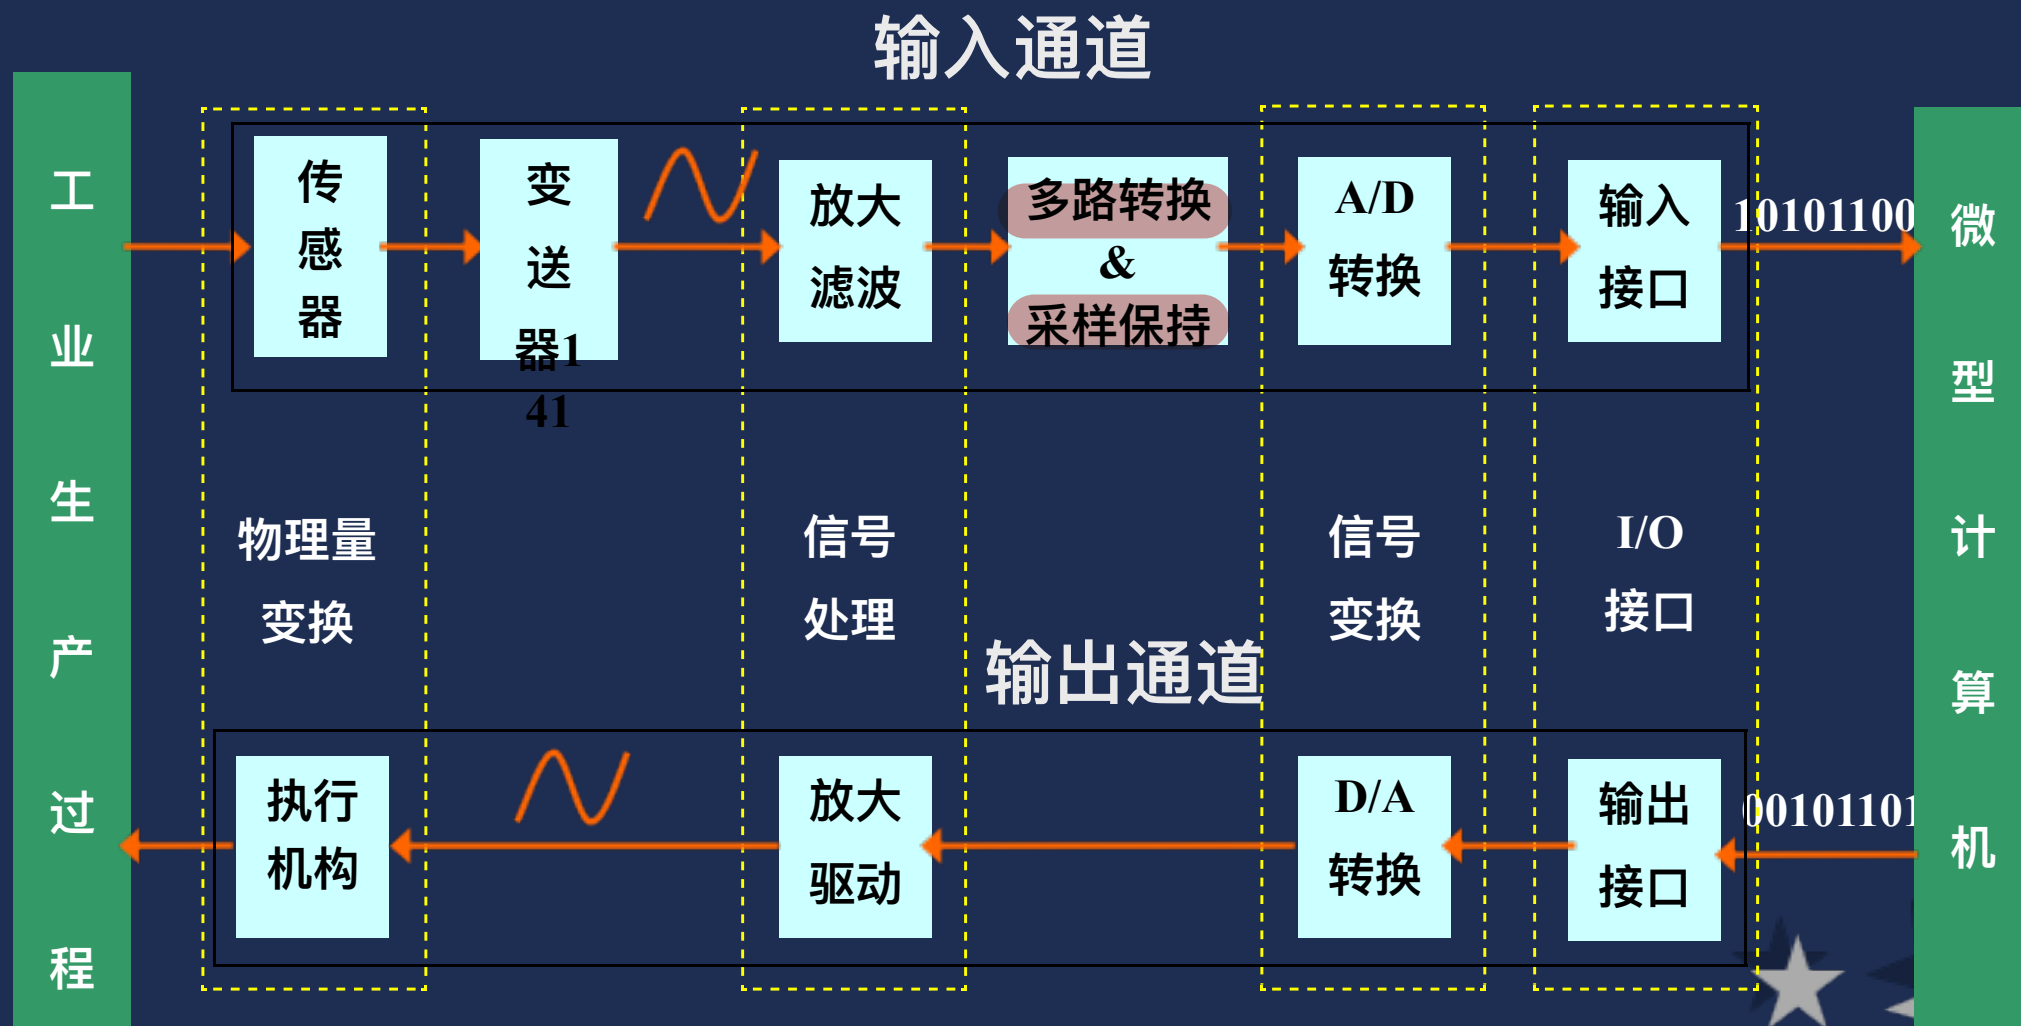 输入通道
工
业
生
产
过
程
传
感
器
变
送
器1
41
放大
滤波
多路转换
&
采样保持
A/D
转换
输入
接口
10101100
微
型
计
算
机
物理量
变换
信号
处理
信号
变换
I/O
接口
输出通道
执行
机构
放大
驱动
D/A
转换
输出
接口
00101101